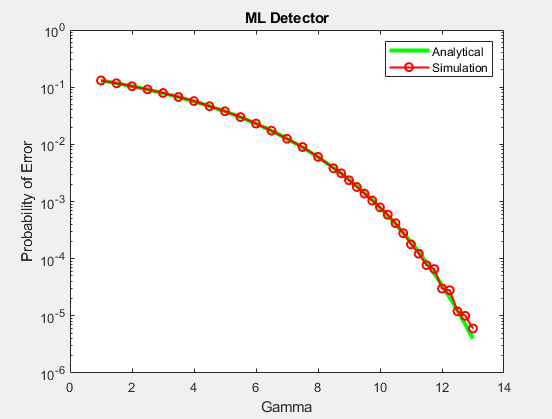 ML Detector
Analytical
Simulation
Probability of Error
10^0
10^-1
10^-2
10^-3
10^-4
10^-5
10^-6
0 2 4 6 8 10 12 14
Gamma